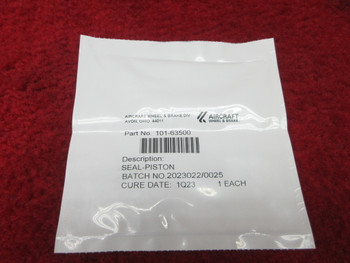 AIRCRAFT WHEEL & BRAKE DIV.
AVON, OHIO 44011
AIRCRAFT
WHEEL & BRAKE
Part No. 101-63500
Description:
SEAL-PISTON
BATCH NO.2023022/0025
CURE DATE: 1Q23 1 EACH